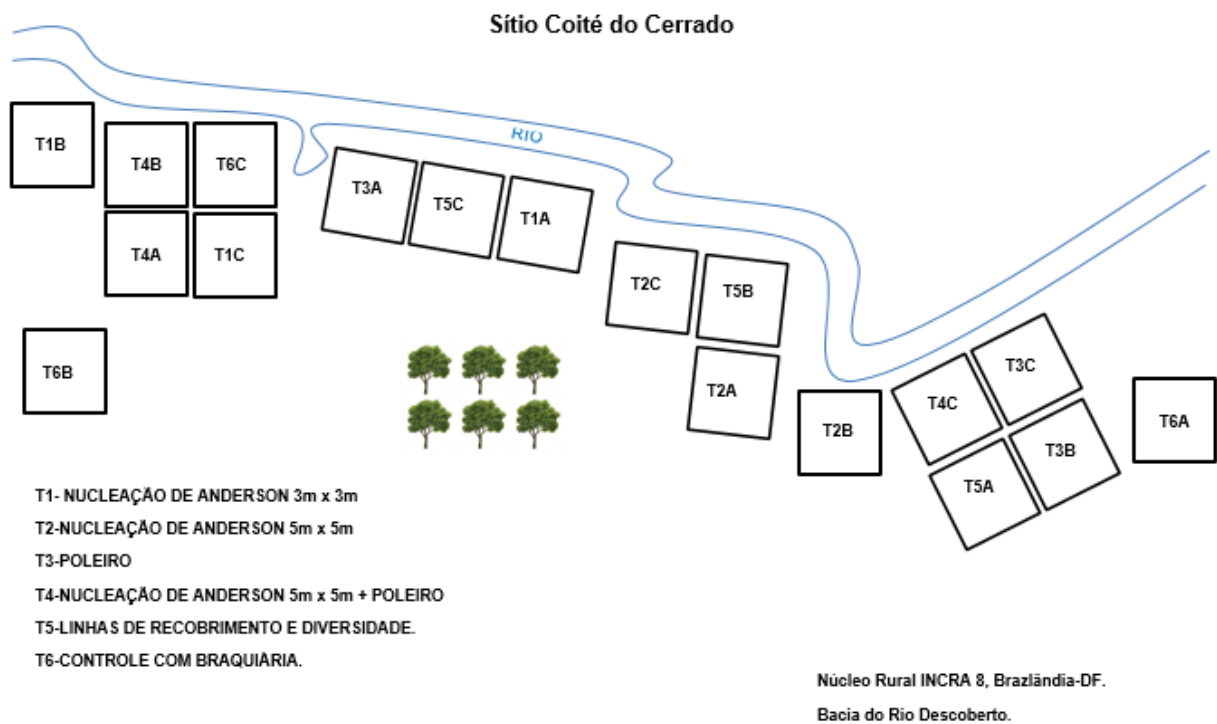 Sítio Coité do Cerrado
RIO
T1B
T4B
T6C
T3A
T5C
T1A
T4A
T1C
T2C
T5B
T6B
T2A
T2B
T4C
T3C
T6A
T5A
T3B
T1- NUCLEAÇÃO DE ANDERSON 3m x 3m
T2-NUCLEAÇÃO DE ANDERSON 5m x 5m
T3-POLEIRO
T4-NUCLEAÇÃO DE ANDERSON 5m x 5m + POLEIRO
T5-LINHAS DE RECOBRIMENTO E DIVERSIDADE.
T6-CONTROLE COM BRAQUIÀRIA.
Núcleo Rural INCRA 8, Brazlândia-DF.
Bacia do Rio Descoberto.